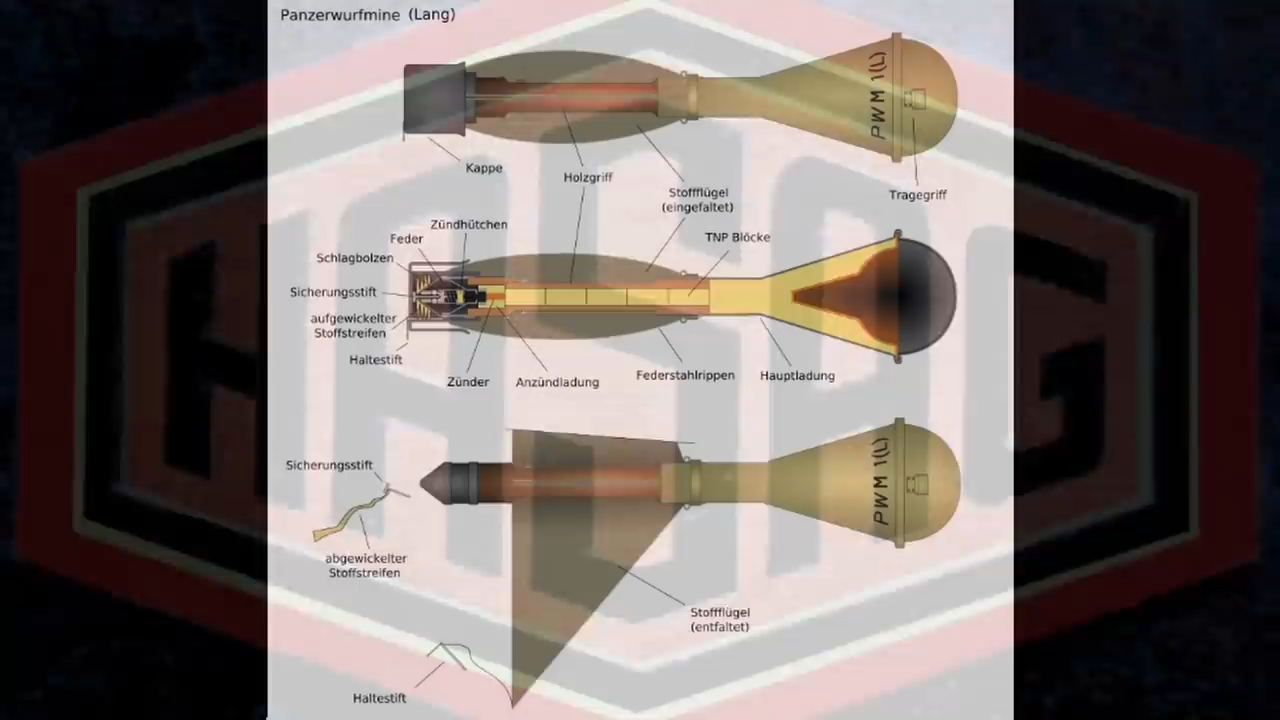 Panzerwurfmine (Lang)
PWM 1(L)
Kappe
Holzgriff
Stoffflügel
(eingefaltet)
Tragegriff
Zündhütchen
Feder
TNP Blöcke
Schlagbolzen
Sicherungsstift
aufgewickelter
Stoffstreifen
Haltestift
Zünder
Anzündladung
Federstahlrippen
Hauptladung
PWM 1(L)
Sicherungsstift
abgewickelter
Stoffstreifen
Stoffflügel
(entfaltet)
Haltestift
HASAG